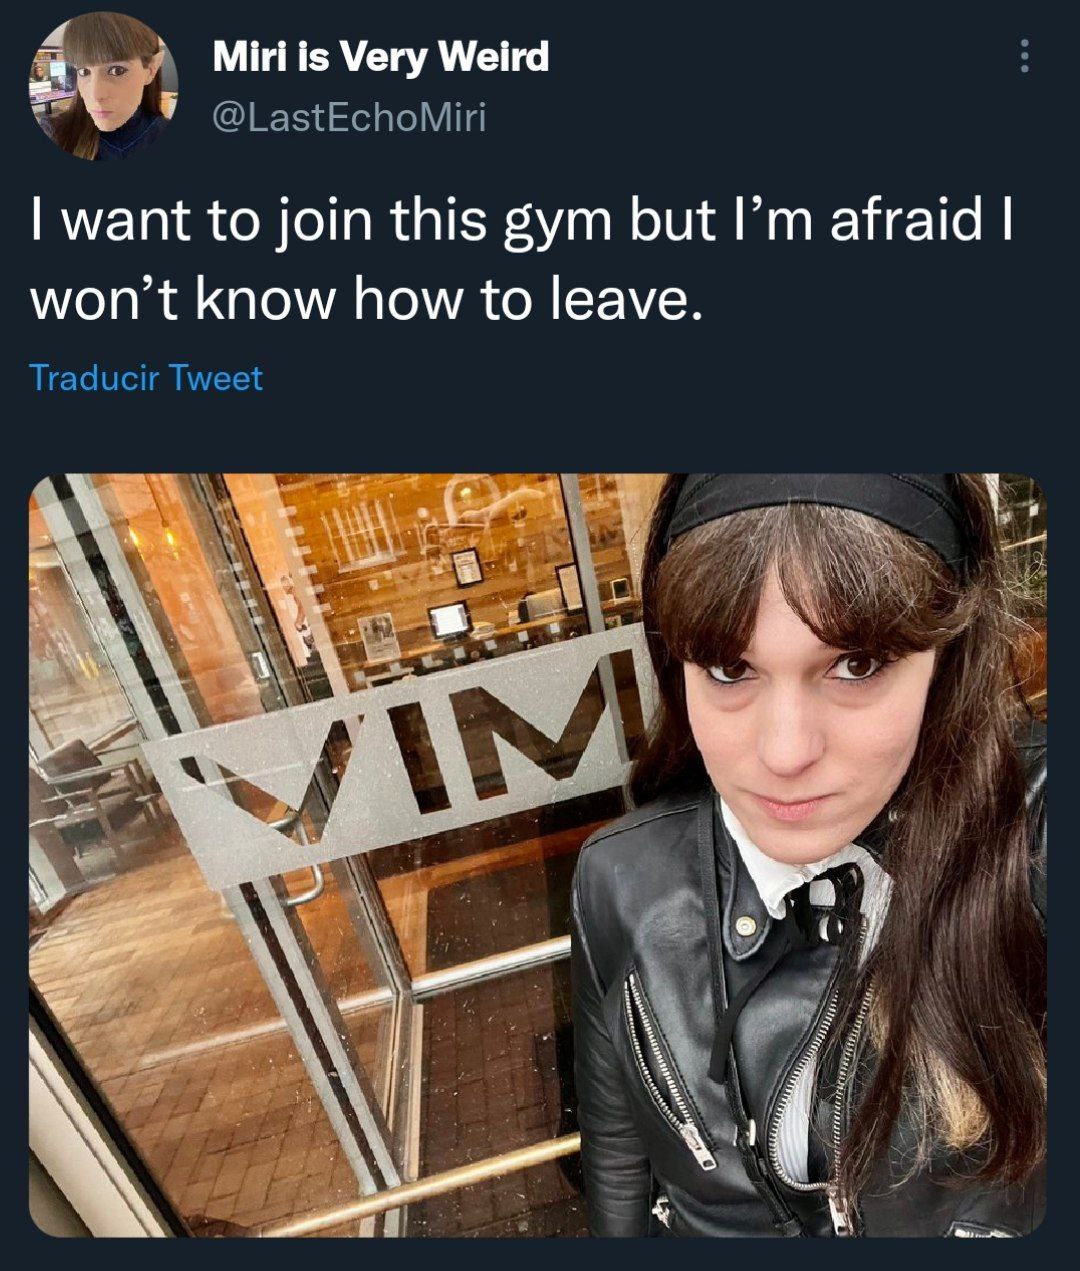 Miri is Very Weird
@LastEchoMiri
I want to join this gym but I’m afraid I
won’t know how to leave.
Traducir Tweet
VIM